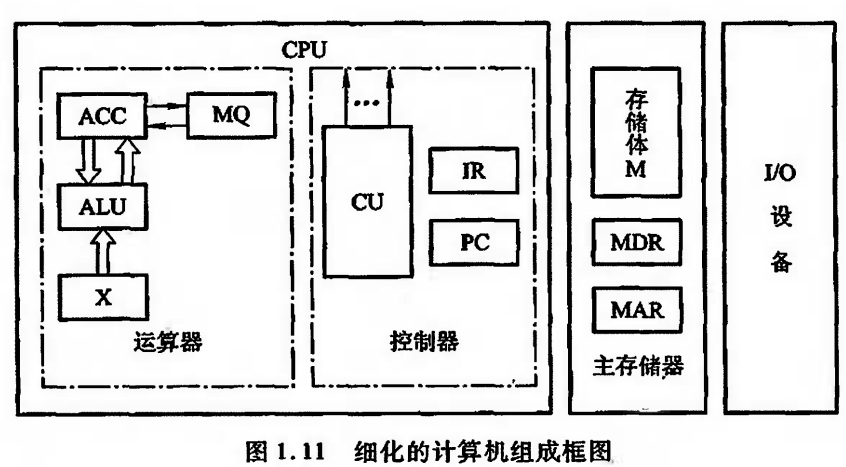 CPU
ACC
MQ
ALU
X
运算器
...
CU
IR
PC
控制器
存
储
体
M
MDR
MAR
主存储器
I/O
设
备
图 1.11 细化的计算机组成框图